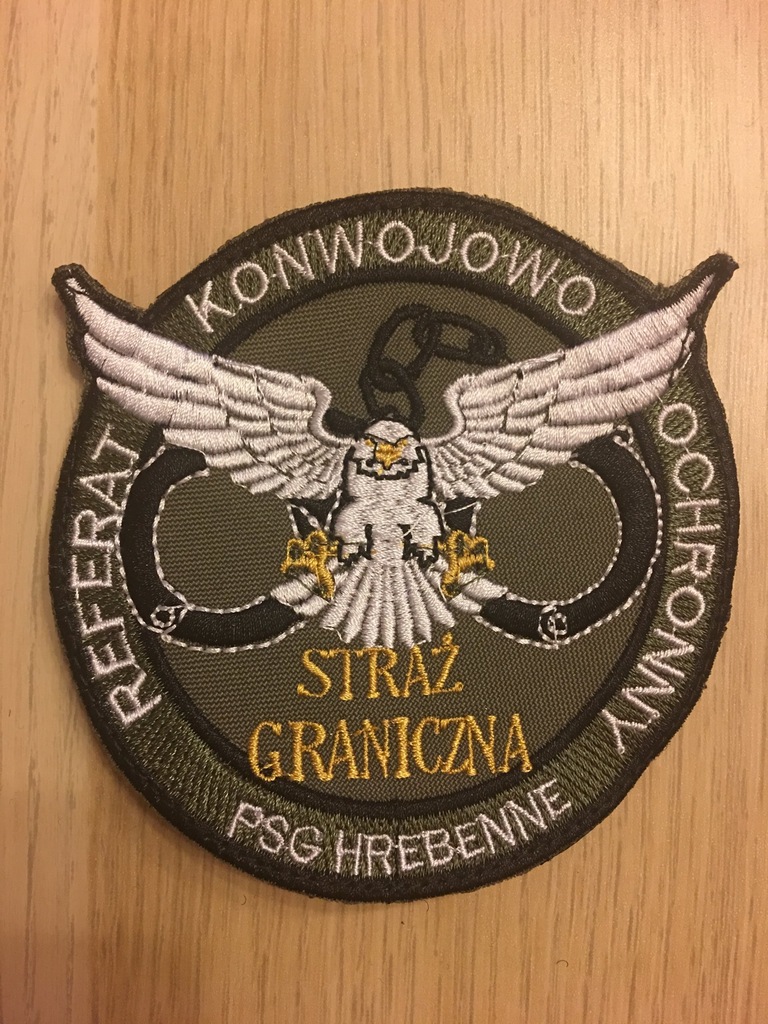 REFERAT KONWOJOWO OCHRONNY
STRAŻ
GRANICZNA
PSG HREBENNE